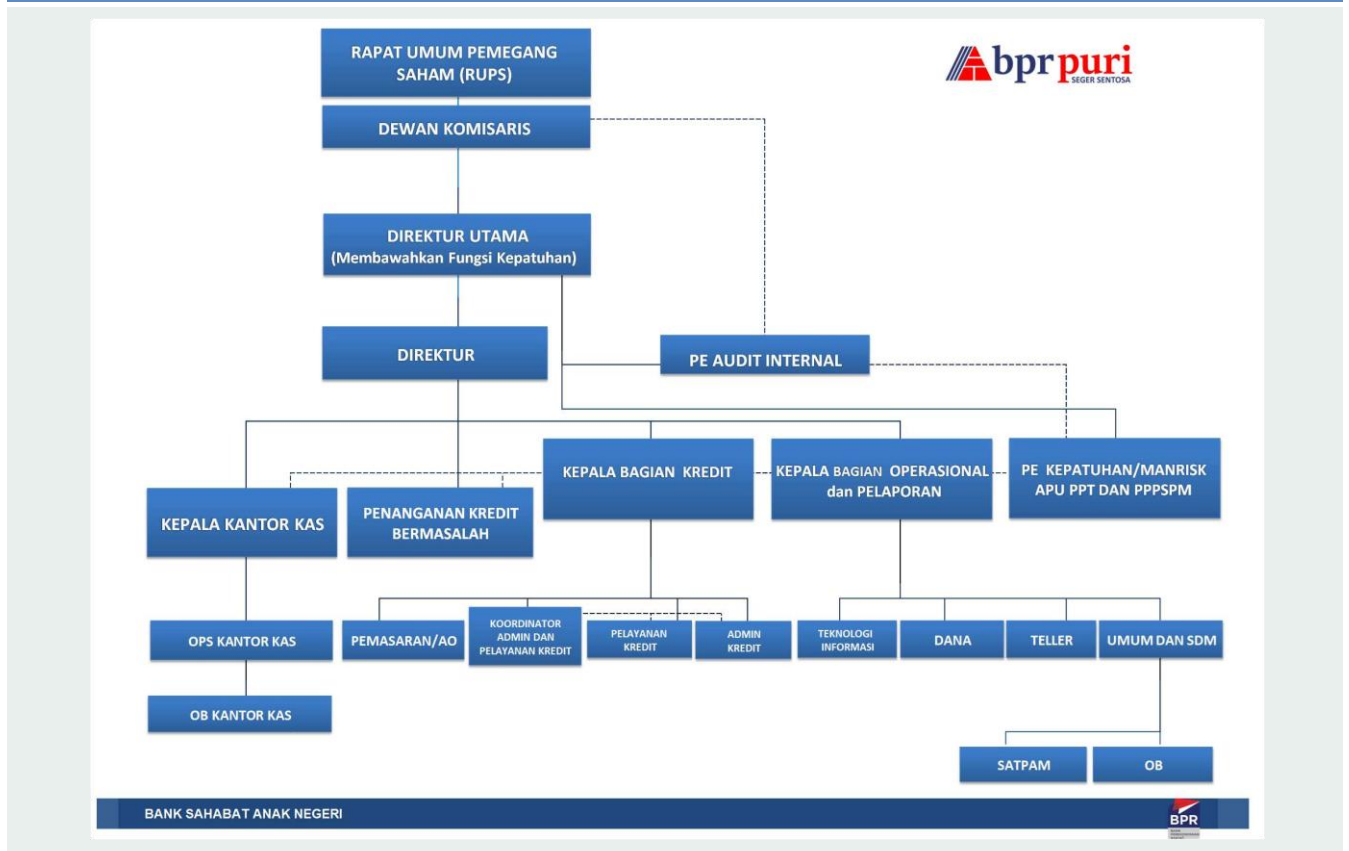 RAPAT UMUM PEMEGANG
SAHAM (RUPS)
bpr puri
SEGER SENTOSA
DEWAN KOMISARIS
DIREKTUR UTAMA
(Membawahkan Fungsi Kepatuhan)
DIREKTUR
PE AUDIT INTERNAL
KEPALA BAGIAN KREDIT
KEPALA BAGIAN OPERASIONAL
dan PELAPORAN
PE KEPATUHAN/MANRISK
APU PPT DAN PPPSPM
KEPALA KANTOR KAS
PENANGANAN KREDIT
BERMASALAH
OPS KANTOR KAS
PEMASARAN/AO
KOORDINATOR
ADMIN DAN
PELAYANAN KREDIT
PELAYANAN
KREDIT
ADMIN
KREDIT
TEKNOLOGI
INFORMASI
DANA
TELLER
UMUM DAN SDM
OB KANTOR KAS
SATPAM
OB
BANK SAHABAT ANAK NEGERI
BPR